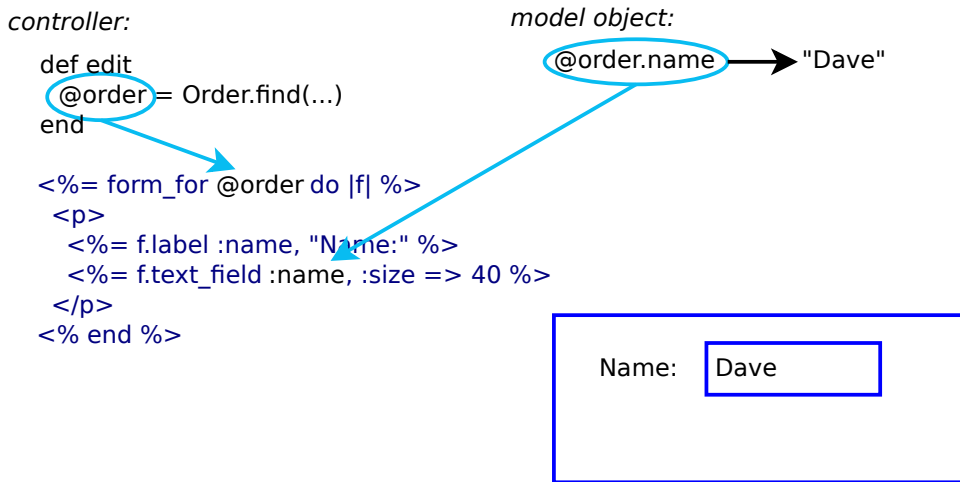 controller:
def edit
@order = Order.find(...)
end
model object:
@order.name "Dave"
<%= form_for @order do |f| %>
<p>
<%= f.label :name, "Name:" %>
<%= f.text_field :name, :size => 40 %>
</p>
<% end %>
Name: Dave